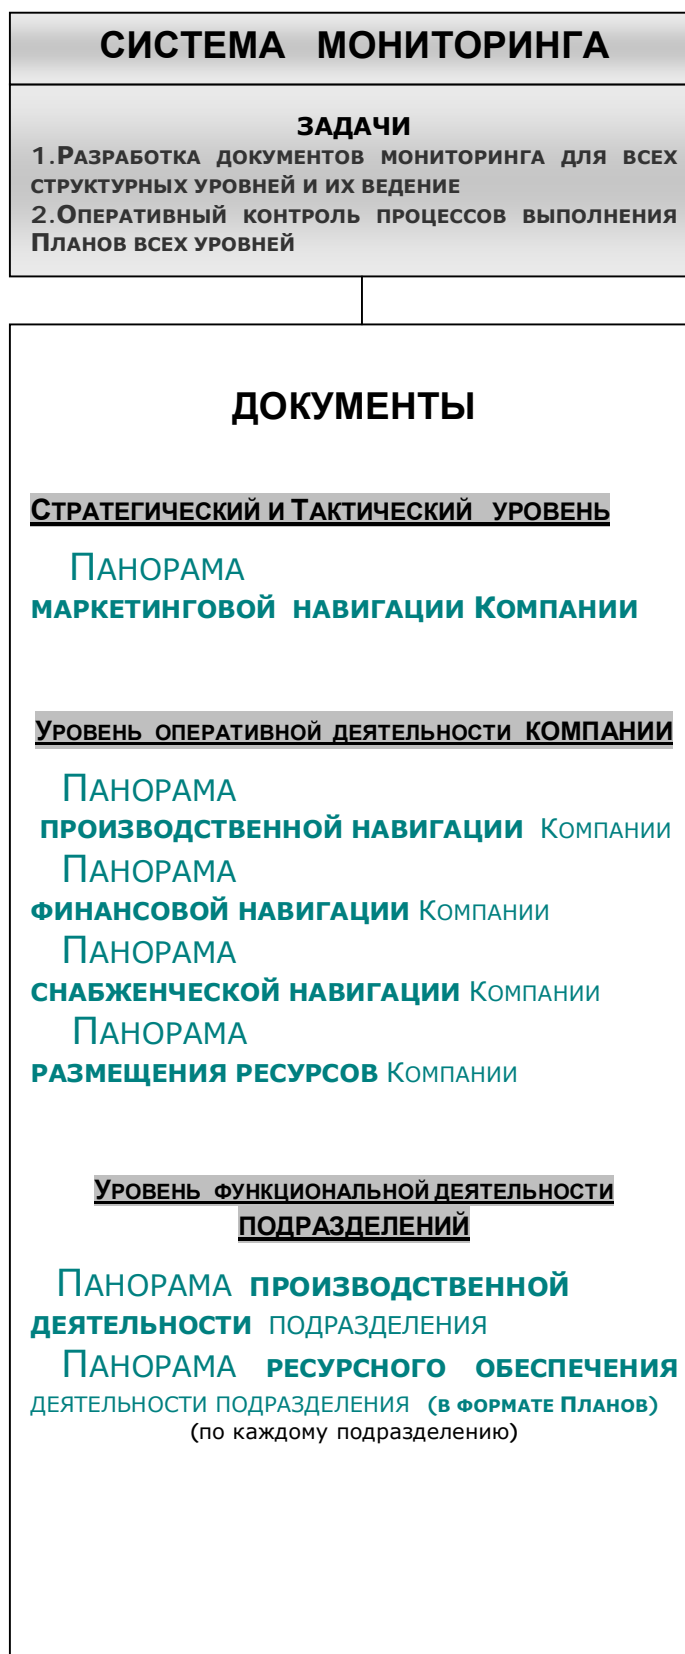 СИСТЕМА МОНИТОРИНГА
ЗАДАЧИ
1.РАЗРАБОТКА ДОКУМЕНТОВ МОНИТОРИНГА ДЛЯ ВСЕХ
СТРУКТУРНЫХ УРОВНЕЙ И ИХ ВЕДЕНИЕ
2.ОПЕРАТИВНЫЙ КОНТРОЛЬ ПРОЦЕССОВ ВЫПОЛНЕНИЯ
ПЛАНОВ ВСЕХ УРОВНЕЙ
ДОКУМЕНТЫ
СТРАТЕГИЧЕСКИЙ И ТАКТИЧЕСКИЙ УРОВЕНЬ
ПАНОРАМА
МАРКЕТИНГОВОЙ НАВИГАЦИИ КОМПАНИИ
УРОВЕНЬ ОПЕРАТИВНОЙ ДЕЯТЕЛЬНОСТИ КОМПАНИИ
ПАНОРАМА
ПРОИЗВОДСТВЕННОЙ НАВИГАЦИИ КОМПАНИИ
ПАНОРАМА
ФИНАНСОВОЙ НАВИГАЦИИ КОМПАНИИ
ПАНОРАМА
СНАБЖЕНЧЕСКОЙ НАВИГАЦИИ КОМПАНИИ
ПАНОРАМА
РАЗМЕЩЕНИЯ РЕСУРСОВ КОМПАНИИ
УРОВЕНЬ ФУНКЦИОНАЛЬНОЙ ДЕЯТЕЛЬНОСТИ
ПОДРАЗДЕЛЕНИЙ
ПАНОРАМА ПРОИЗВОДСТВЕННОЙ
ДЕЯТЕЛЬНОСТИ ПОДРАЗДЕЛЕНИЯ
ПАНОРАМА РЕСУРСНОГО ОБЕСПЕЧЕНИЯ
ДЕЯТЕЛЬНОСТИ ПОДРАЗДЕЛЕНИЯ (В ФОРМАТЕ ПЛАНОВ)
(по каждому подразделению)